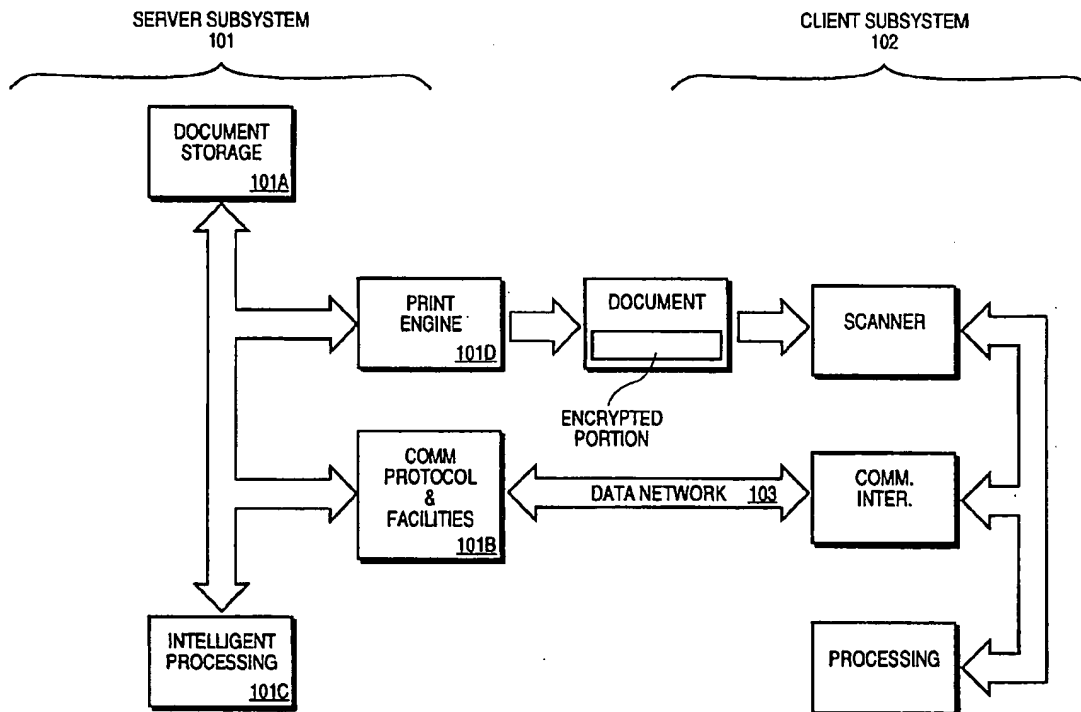 SERVER SUBSYSTEM
101
CLIENT SUBSYSTEM
102
DOCUMENT
STORAGE
101A
PRINT
ENGINE
101D
DOCUMENT
SCANNER
ENCRYPTED
PORTION
COMM
PROTOCOL
&
FACILITIES
101B
DATA NETWORK 103
COMM.
INTER.
INTELLIGENT
PROCESSING
101C
PROCESSING